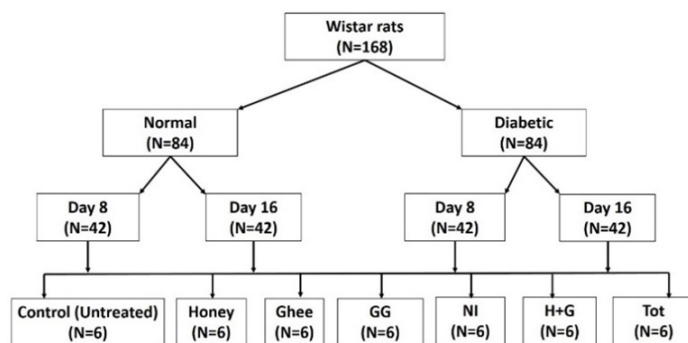 Wistar rats
(N=168)
Normal
(N=84)
Diabetic
(N=84)
Day 8
(N=42)
Day 16
(N=42)
Day 8
(N=42)
Day 16
(N=42)
Control (Untreated)
(N=6)
Honey
(N=6)
Ghee
(N=6)
GG
(N=6)
NI
(N=6)
H+G
(N=6)
Tot
(N=6)